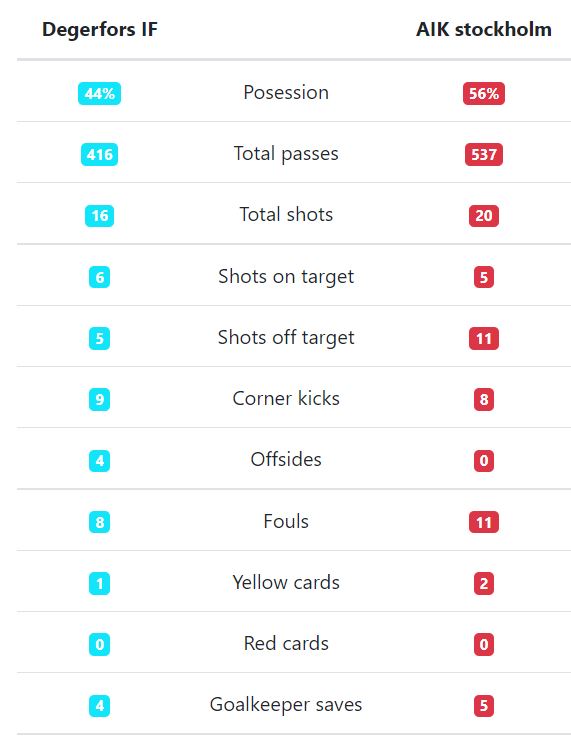 Degerfors IF AIK stockholm
44% Posession 56%
416 Total passes 537
16 Total shots 20
6 Shots on target 5
5 Shots off target 11
9 Corner kicks 8
4 Offsides 0
8 Fouls 11
1 Yellow cards 2
0 Red cards 0
4 Goalkeeper saves 5